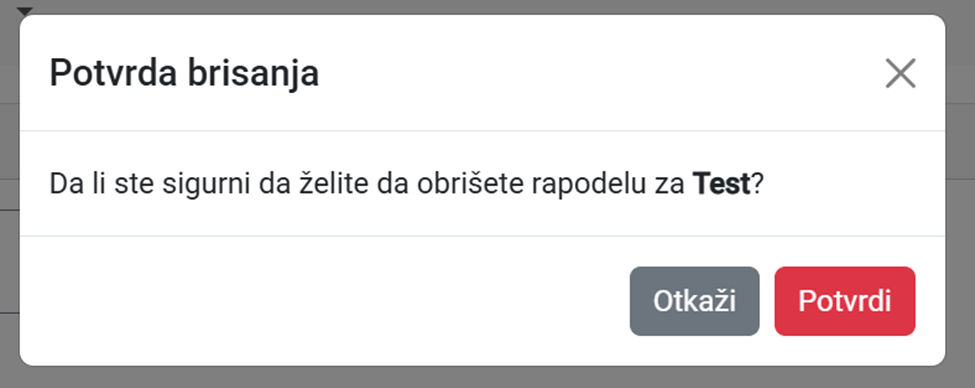 Potvrda brisanja
Da li ste sigurni da želite da obrišete rapodelu za Test?
Otkaži Potvrdi